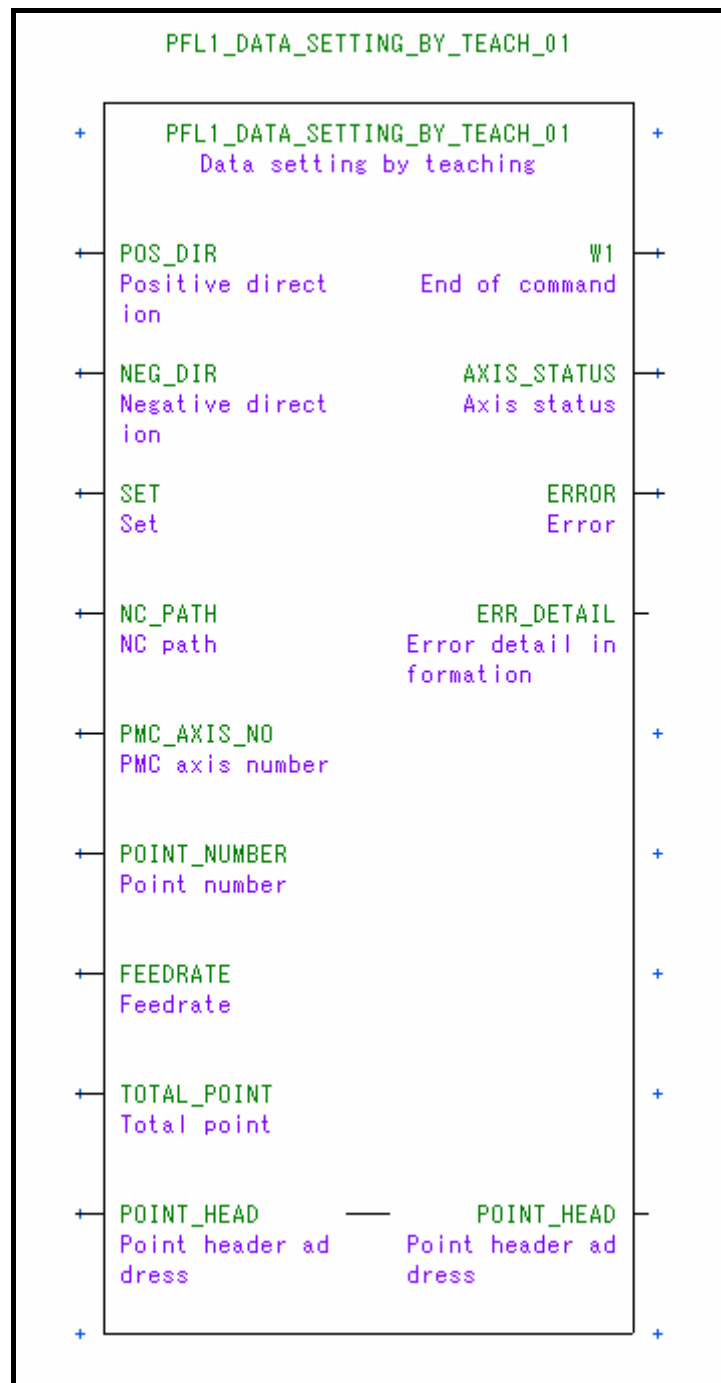 PFL1_DATA_SETTING_BY_TEACH_01
PFL1_DATA_SETTING_BY_TEACH_01
Data setting by teaching
POS_DIR W1
Positive direct End of command
ion
NEG_DIR AXIS_STATUS
Negative direct Axis status
ion
SET ERROR
Set Error
NC_PATH ERR_DETAIL
NC path Error detail in
formation
PMC_AXIS_NO
PMC axis number
POINT_NUMBER
Point number
FEEDRATE
Feedrate
TOTAL_POINT
Total point
POINT_HEAD POINT_HEAD
Point header ad Point header ad
dress dress